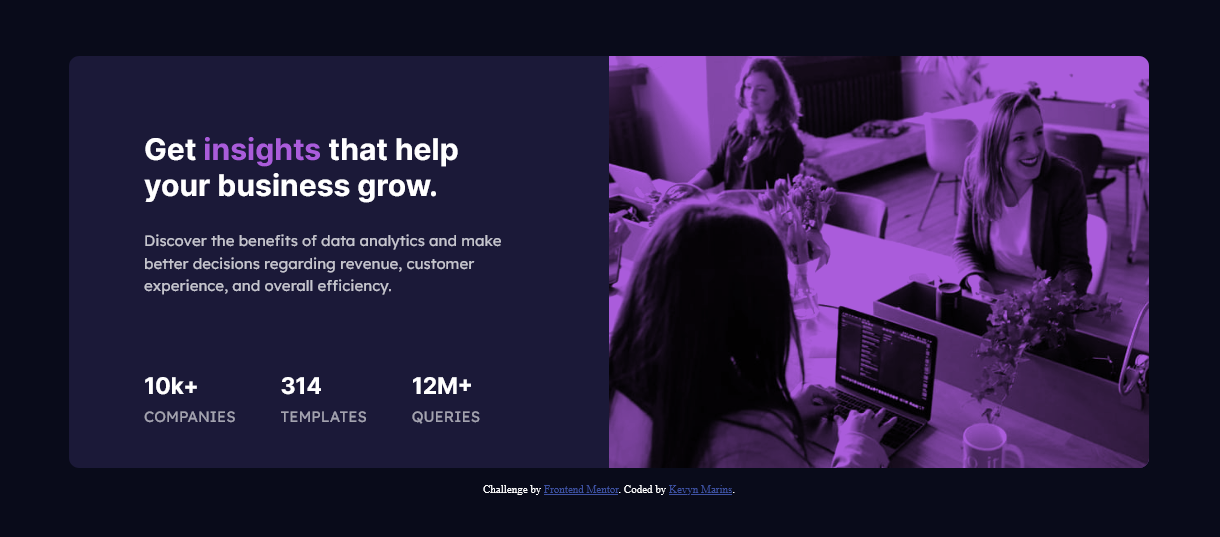 Get insights that help
your business grow.
Discover the benefits of data analytics and make
better decisions regarding revenue, customer
experience, and overall efficiency.
10k+ 314 12M+
COMPANIES TEMPLATES QUERIES
Challenge by Frontend Mentor. Coded by Kevyn Marins.